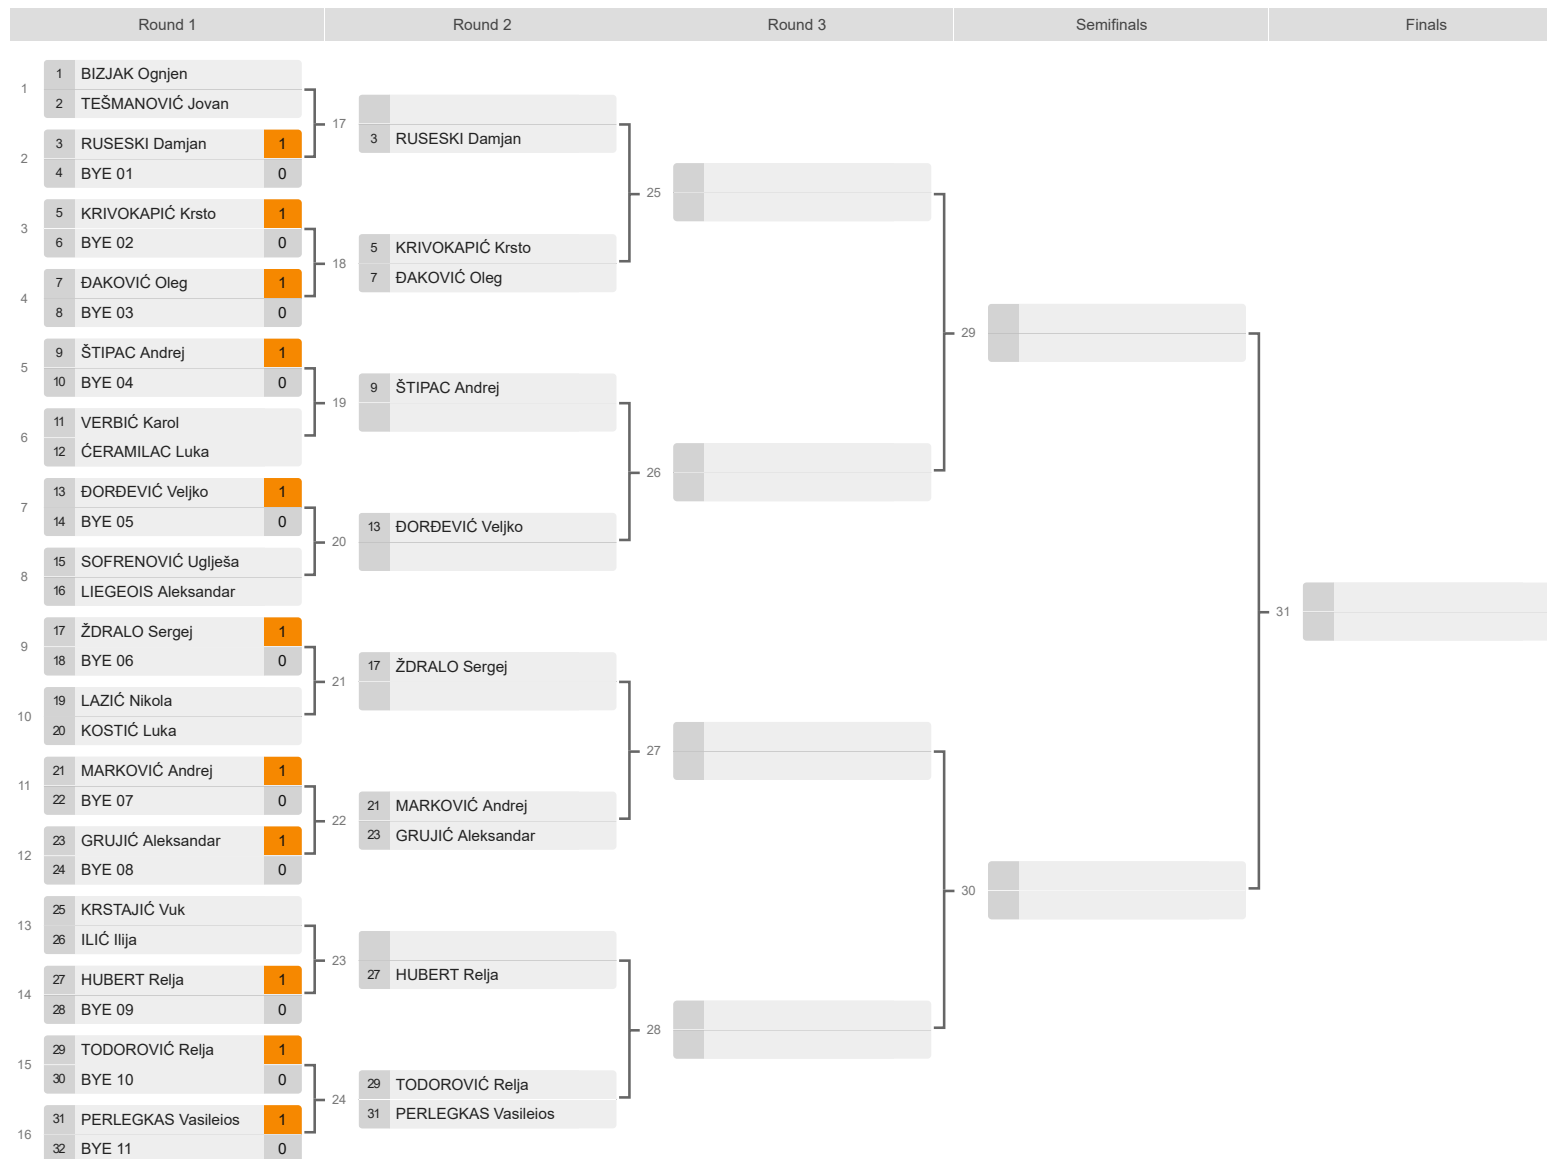 Round 1
Round 2
Round 3
Semifinals
Finals
1
1 BIZJAK Ognjen
2 TEŠMANOVIĆ Jovan
2
3 RUSESKI Damjan 1
4 BYE 01 0
3
5 KRIVOKAPIĆ Krsto 1
6 BYE 02 0
4
7 ĐAKOVIĆ Oleg 1
8 BYE 03 0
5
9 ŠTIPAC Andrej 1
10 BYE 04 0
6
11 VERBIĆ Karol
12 ĆERAMILAC Luka
7
13 ĐORĐEVIĆ Veljko 1
14 BYE 05 0
8
15 SOFRENOVIĆ Uglješa
16 LIEGEOIS Aleksandar
9
17 ŽDRALO Sergej 1
18 BYE 06 0
10
19 LAZIĆ Nikola
20 KOSTIĆ Luka
11
21 MARKOVIĆ Andrej 1
22 BYE 07 0
12
23 GRUJIĆ Aleksandar 1
24 BYE 08 0
13
25 KRSTAJIĆ Vuk
26 ILIĆ Ilija
14
27 HUBERT Relja 1
28 BYE 09 0
15
29 TODOROVIĆ Relja 1
30 BYE 10 0
16
31 PERLEGKAS Vasileios 1
32 BYE 11 0
17
3 RUSESKI Damjan
18
5 KRIVOKAPIĆ Krsto
7 ĐAKOVIĆ Oleg
19
9 ŠTIPAC Andrej
20
13 ĐORĐEVIĆ Veljko
21
17 ŽDRALO Sergej
22
21 MARKOVIĆ Andrej
23 GRUJIĆ Aleksandar
23
27 HUBERT Relja
24
29 TODOROVIĆ Relja
31 PERLEGKAS Vasileios
25
26
27
28
29
30
31